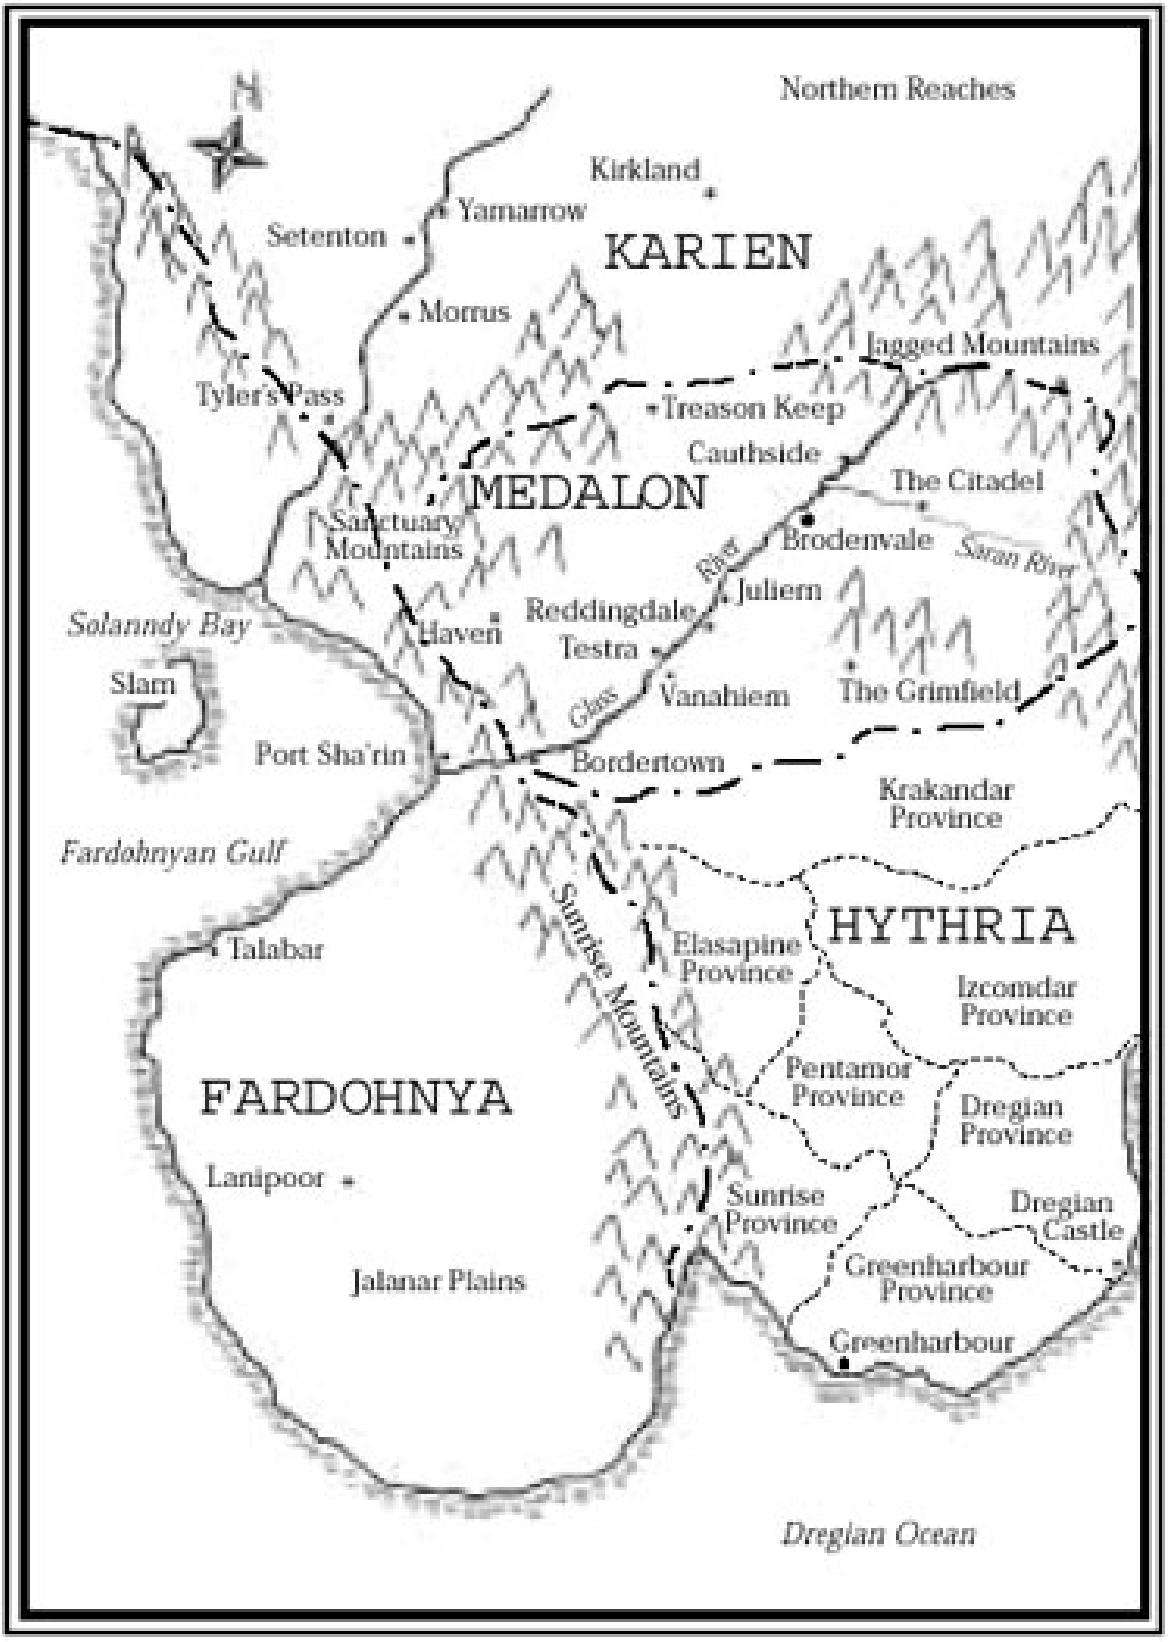 N
Northern Reaches
Kirkland
Yamarrow
Setenton
KARIEN
Morrus
Jagged Mountains
Tyler's Pass
Treason Keep
Cauthside
The Citadel
MEDALON
Sanctuary
Mountains
Brodenvale
Saran River
River
Juliern
Reddingdale
Solanndy Bay
Haven
Testra
Slam
Vanahiem
The Grimfield
Glass
Port Sha'rin
Bordertown
Krakandar
Province
Fardohnyan Gulf
HYTHRIA
Sunrise Mountains
Elasapine
Province
Talabar
Izcomdar
Province
Pentamor
Province
FARDOHNYA
Dregian
Province
Lanipoor
Sunrise
Province
Dregian
Castle
Jalanar Plains
Greenharbour
Province
Greenharbour
Dregian Ocean